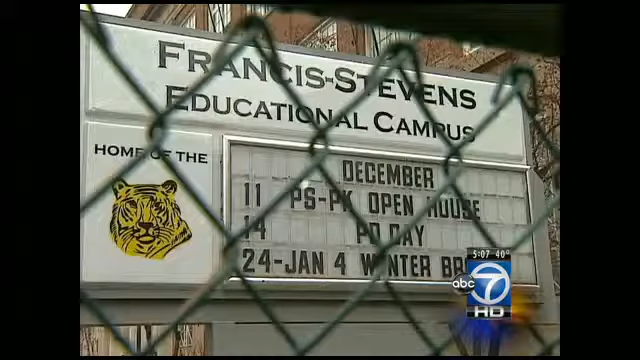 FRANCIS-STEVENS
EDUCATIONAL CAMPUS
HOME OF THE
DECEMBER
11 PS-PK OPEN HOUSE
14 PD DAY
24-JAN 4 WINTER
5:07 40°
abc 7
HD